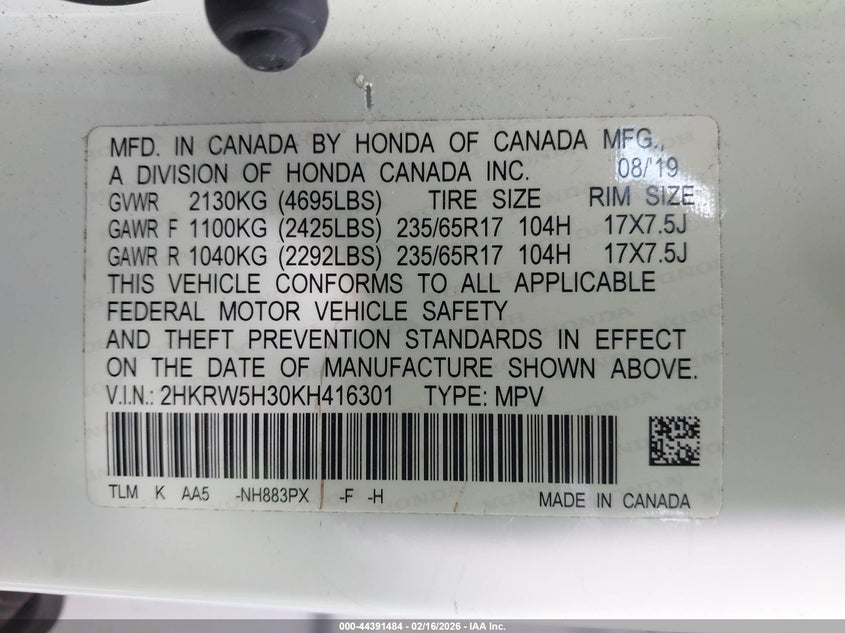 MFD. IN CANADA BY HONDA OF CANADA MFG.,
A DIVISION OF HONDA CANADA INC. 08/'19
GVWR 2130KG (4695LBS) TIRE SIZE RIM SIZE
GAWR F 1100KG (2425LBS) 235/65R17 104H 17X7.5J
GAWR R 1040KG (2292LBS) 235/65R17 104H 17X7.5J
THIS VEHICLE CONFORMS TO ALL APPLICABLE
FEDERAL MOTOR VEHICLE SAFETY
AND THEFT PREVENTION STANDARDS IN EFFECT
ON THE DATE OF MANUFACTURE SHOWN ABOVE.
V.I.N.: 2HKRW5H30KH416301 TYPE: MPV
TLM K AA5 -NH883PX -F -H MADE IN CANADA
000-44391484 - 02/16/2026 - IAA Inc.